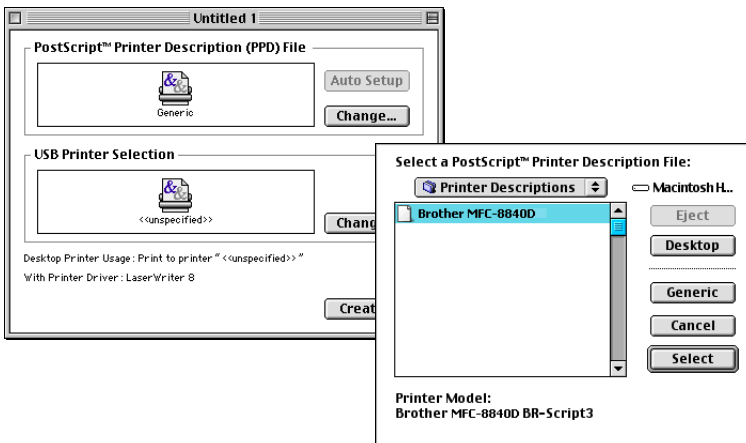 Untitled 1
PostScript™ Printer Description (PPD) File
Generic
Auto Setup
Change...
USB Printer Selection
<<unspecified>>
Chang
Desktop Printer Usage : Print to printer " <<unspecified>> "
With Printer Driver : LaserWriter 8
Creat
Select a PostScript™ Printer Description File:
Printer Descriptions
Macintosh H...
Brother MFC-8840D
Eject
Desktop
Generic
Cancel
Select
Printer Model:
Brother MFC-8840D BR-Script3